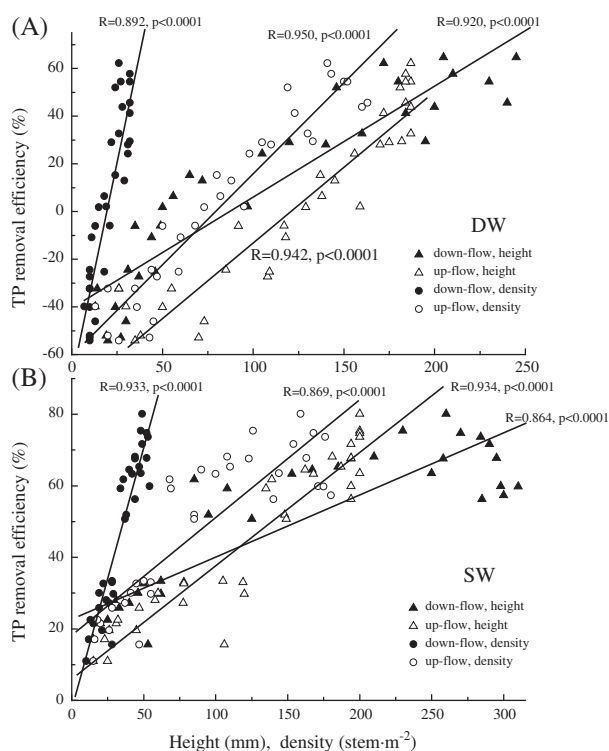 (A)
R=0.892, p<0.0001
R=0.950, p<0.0001
R=0.920, p<0.0001
TP removal efficiency (%)
60
40
20
0
-20
-40
-60
R=0.942, p<0.0001
DW
down-flow, height
up-flow, height
down-flow, density
up-flow, density
0 50 100 150 200 250
(B)
R=0.933, p<0.0001
R=0.869, p<0.0001
R=0.934, p<0.0001
R=0.864, p<0.0001
TP removal efficiency (%)
80
60
40
20
0
SW
down-flow, height
up-flow, height
down-flow, density
up-flow, density
0 50 100 150 200 250 300
Height (mm), density (stem·m-2)